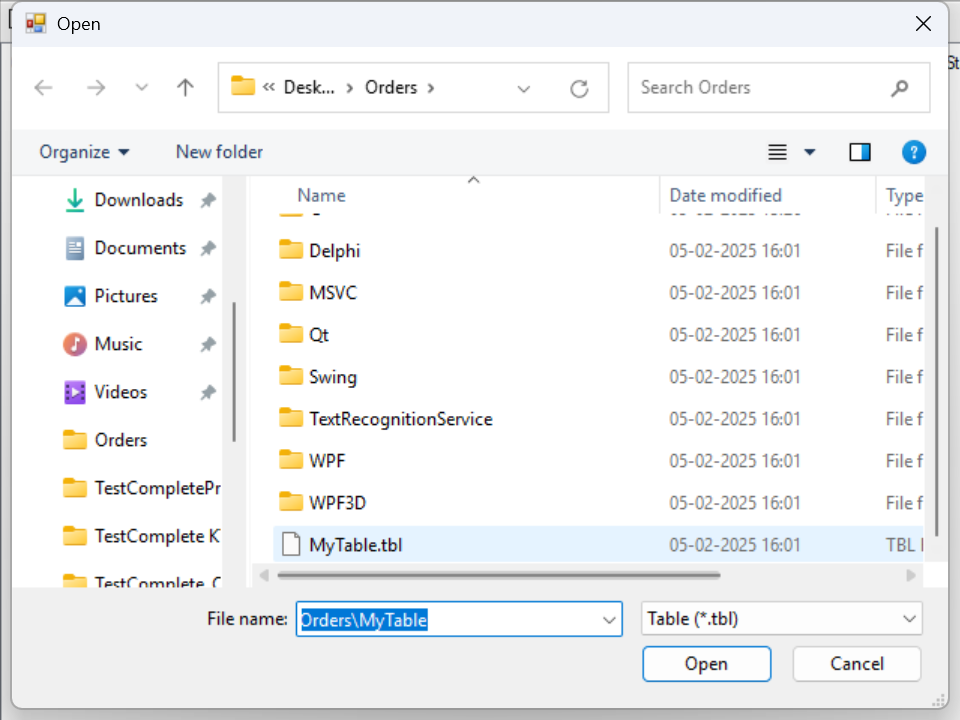 Open
« Desk... > Orders >
Search Orders
Organize
New folder
?
Name
Date modified
Type
Downloads
Documents
Pictures
Music
Videos
Orders
TestCompletePr
TestComplete K
TestComplete
Delphi 05-02-2025 16:01 File f
MSVC 05-02-2025 16:01 File f
Qt 05-02-2025 16:01 File f
Swing 05-02-2025 16:01 File f
TextRecognitionService 05-02-2025 16:01 File f
WPF 05-02-2025 16:01 File f
WPF3D 05-02-2025 16:01 File f
MyTable.tbl 05-02-2025 16:01 TBL
File name: Orders\MyTable
Table (*.tbl)
Open
Cancel
St